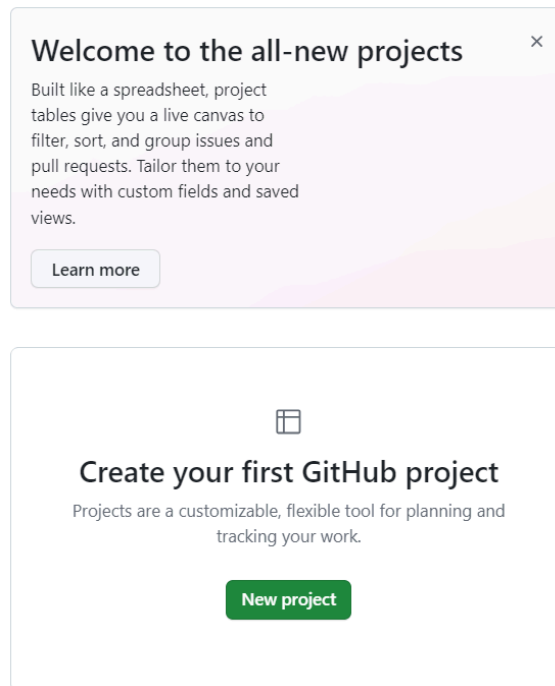 Welcome to the all-new projects
Built like a spreadsheet, project
tables give you a live canvas to
filter, sort, and group issues and
pull requests. Tailor them to your
needs with custom fields and saved
views.
Learn more
Create your first GitHub project
Projects are a customizable, flexible tool for planning and
tracking your work.
New project